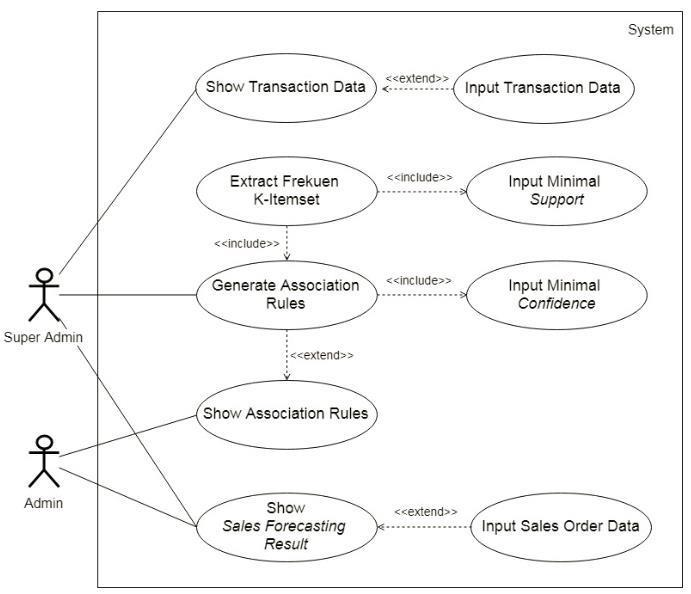 System
Show Transaction Data
<<extend>>
Input Transaction Data
Extract Frekuen
K-Itemset
<<include>>
Input Minimal
Support
<<include>>
Generate Association
Rules
<<include>>
Input Minimal
Confidence
Super Admin
<<extend>>
Show Association Rules
Admin
Show
Sales Forecasting
Result
<<extend>>
Input Sales Order Data